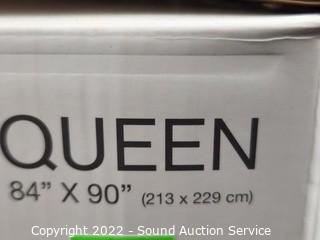 QUEEN
84” X 90” (213 x 229 cm)
Copyright 2022 - Sound Auction Service